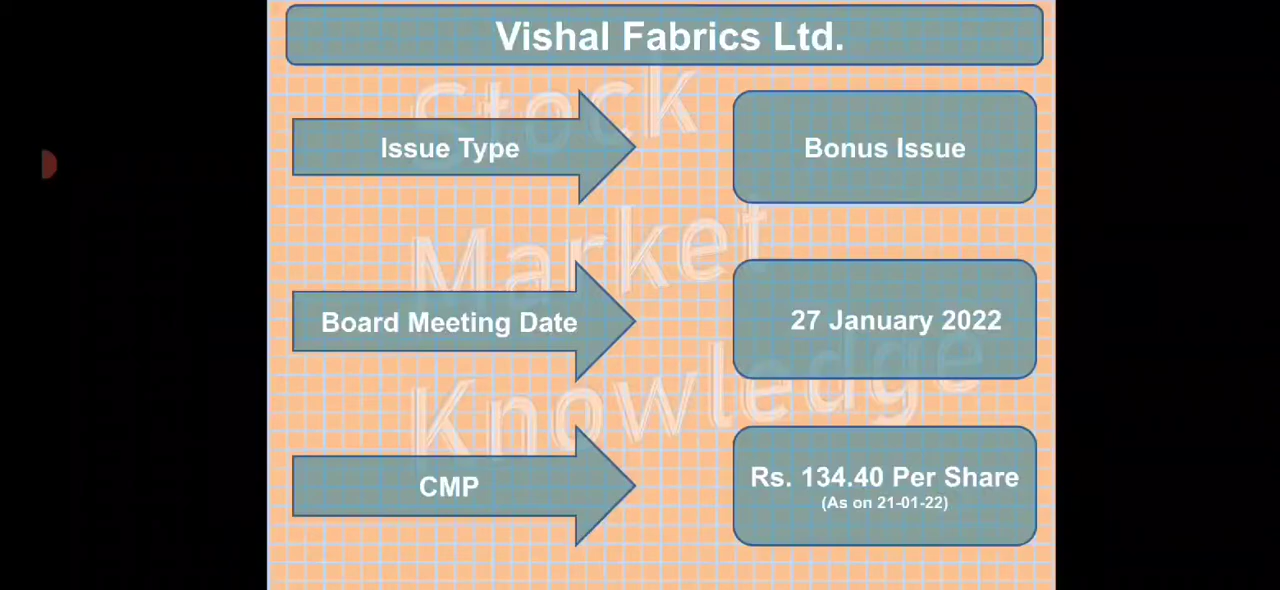 Vishal Fabrics Ltd.
Stock
Issue Type
Bonus Issue
Market
Board Meeting Date
27 January 2022
Knowledge
CMP
Rs. 134.40 Per Share
(As on 21-01-22)